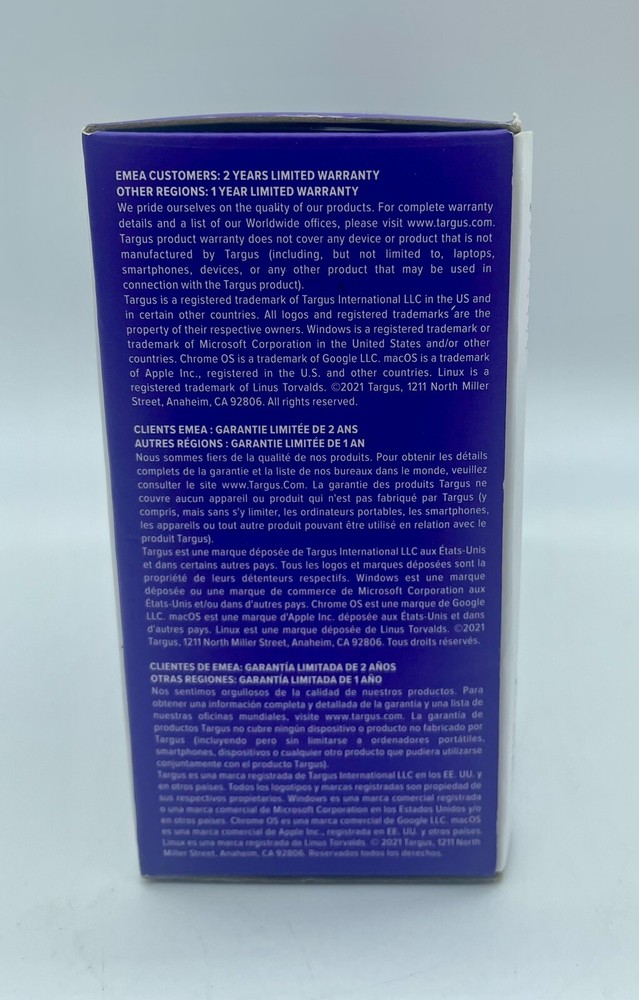 EMEA CUSTOMERS: 2 YEARS LIMITED WARRANTY
OTHER REGIONS: 1 YEAR LIMITED WARRANTY
We pride ourselves on the quality of our products. For complete warranty
details and a list of our Worldwide offices, please visit www.targus.com.
Targus product warranty does not cover any device or product that is not
manufactured by Targus (including, but not limited to, laptops,
smartphones, devices, or any other product that may be used in
connection with the Targus product).
Targus is a registered trademark of Targus International LLC in the US and
in certain other countries. All logos and registered trademarks are the
property of their respective owners. Windows is a registered trademark or
trademark of Microsoft Corporation in the United States and/or other
countries. Chrome OS is a trademark of Google LLC. macOS is a trademark
of Apple Inc., registered in the U.S. and other countries. Linux is a
registered trademark of Linus Torvalds. ©2021 Targus, 1211 North Miller
Street, Anaheim, CA 92806. All rights reserved.
CLIENTS EMEA : GARANTIE LIMITÉE DE 2 ANS
AUTRES RÉGIONS : GARANTIE LIMITÉE DE 1 AN
Nous sommes fiers de la qualité de nos produits. Pour obtenir les détails
complets de la garantie et la liste de nos bureaux dans le monde, veuillez
consulter le site www.Targus.Com. La garantie des produits Targus ne
couvre aucun appareil ou produit qui n'est pas fabriqué par Targus (y
compris, mais sans s'y limiter, les ordinateurs portables, les smartphones,
les appareils ou tout autre produit pouvant être utilisé en relation avec le
produit Targus).
Targus est une marque déposée de Targus International LLC aux États-Unis
et dans certains autres pays. Tous les logos et marques déposées sont la
propriété de leurs détenteurs respectifs. Windows est une marque
déposée ou une marque de commerce de Microsoft Corporation aux
États-Unis et/ou dans d'autres pays. Chrome OS est une marque de Google
LLC. macOS est une marque d'Apple Inc. déposée aux États-Unis et dans
d'autres pays. Linux est une marque déposée de Linus Torvalds. ©2021
Targus, 1211 North Miller Street, Anaheim, CA 92806. Tous droits réservés.
CLIENTES DE EMEA: GARANTÍA LIMITADA DE 2 AÑOS
OTRAS REGIONES: GARANTÍA LIMITADA DE 1 AÑO
Nos sentimos orgullosos de la calidad de nuestros productos. Para
obtener una información completa y detallada de la garantía y una lista de
nuestras oficinas mundiales, visite www.targus.com. La garantía de
productos Targus no cubre ningún dispositivo o producto no fabricado por
Targus (incluyendo pero sin limitarse a ordenadores portátiles,
smartphones, dispositivos o cualquier otro producto que pudiera utilizarse
conjuntamente con el producto Targus).
Targus es una marca registrada de Targus International LLC en los EE. UU. y
en otros países. Todos los logotipos y marcas registradas son propiedad de
sus respectivos propietarios. Windows es una marca comercial registrada
o una marca comercial de Microsoft Corporation en los Estados Unidos y/o
en otros países. Chrome OS es una marca comercial de Google LLC. macOS
es una marca comercial de Apple Inc., registrada en EE. UU. y otros países.
Linux es una marca registrada de Linus Torvalds. © 2021 Targus, 1211 North
Miller Street, Anaheim, CA 92806. Reservados todos los derechos.